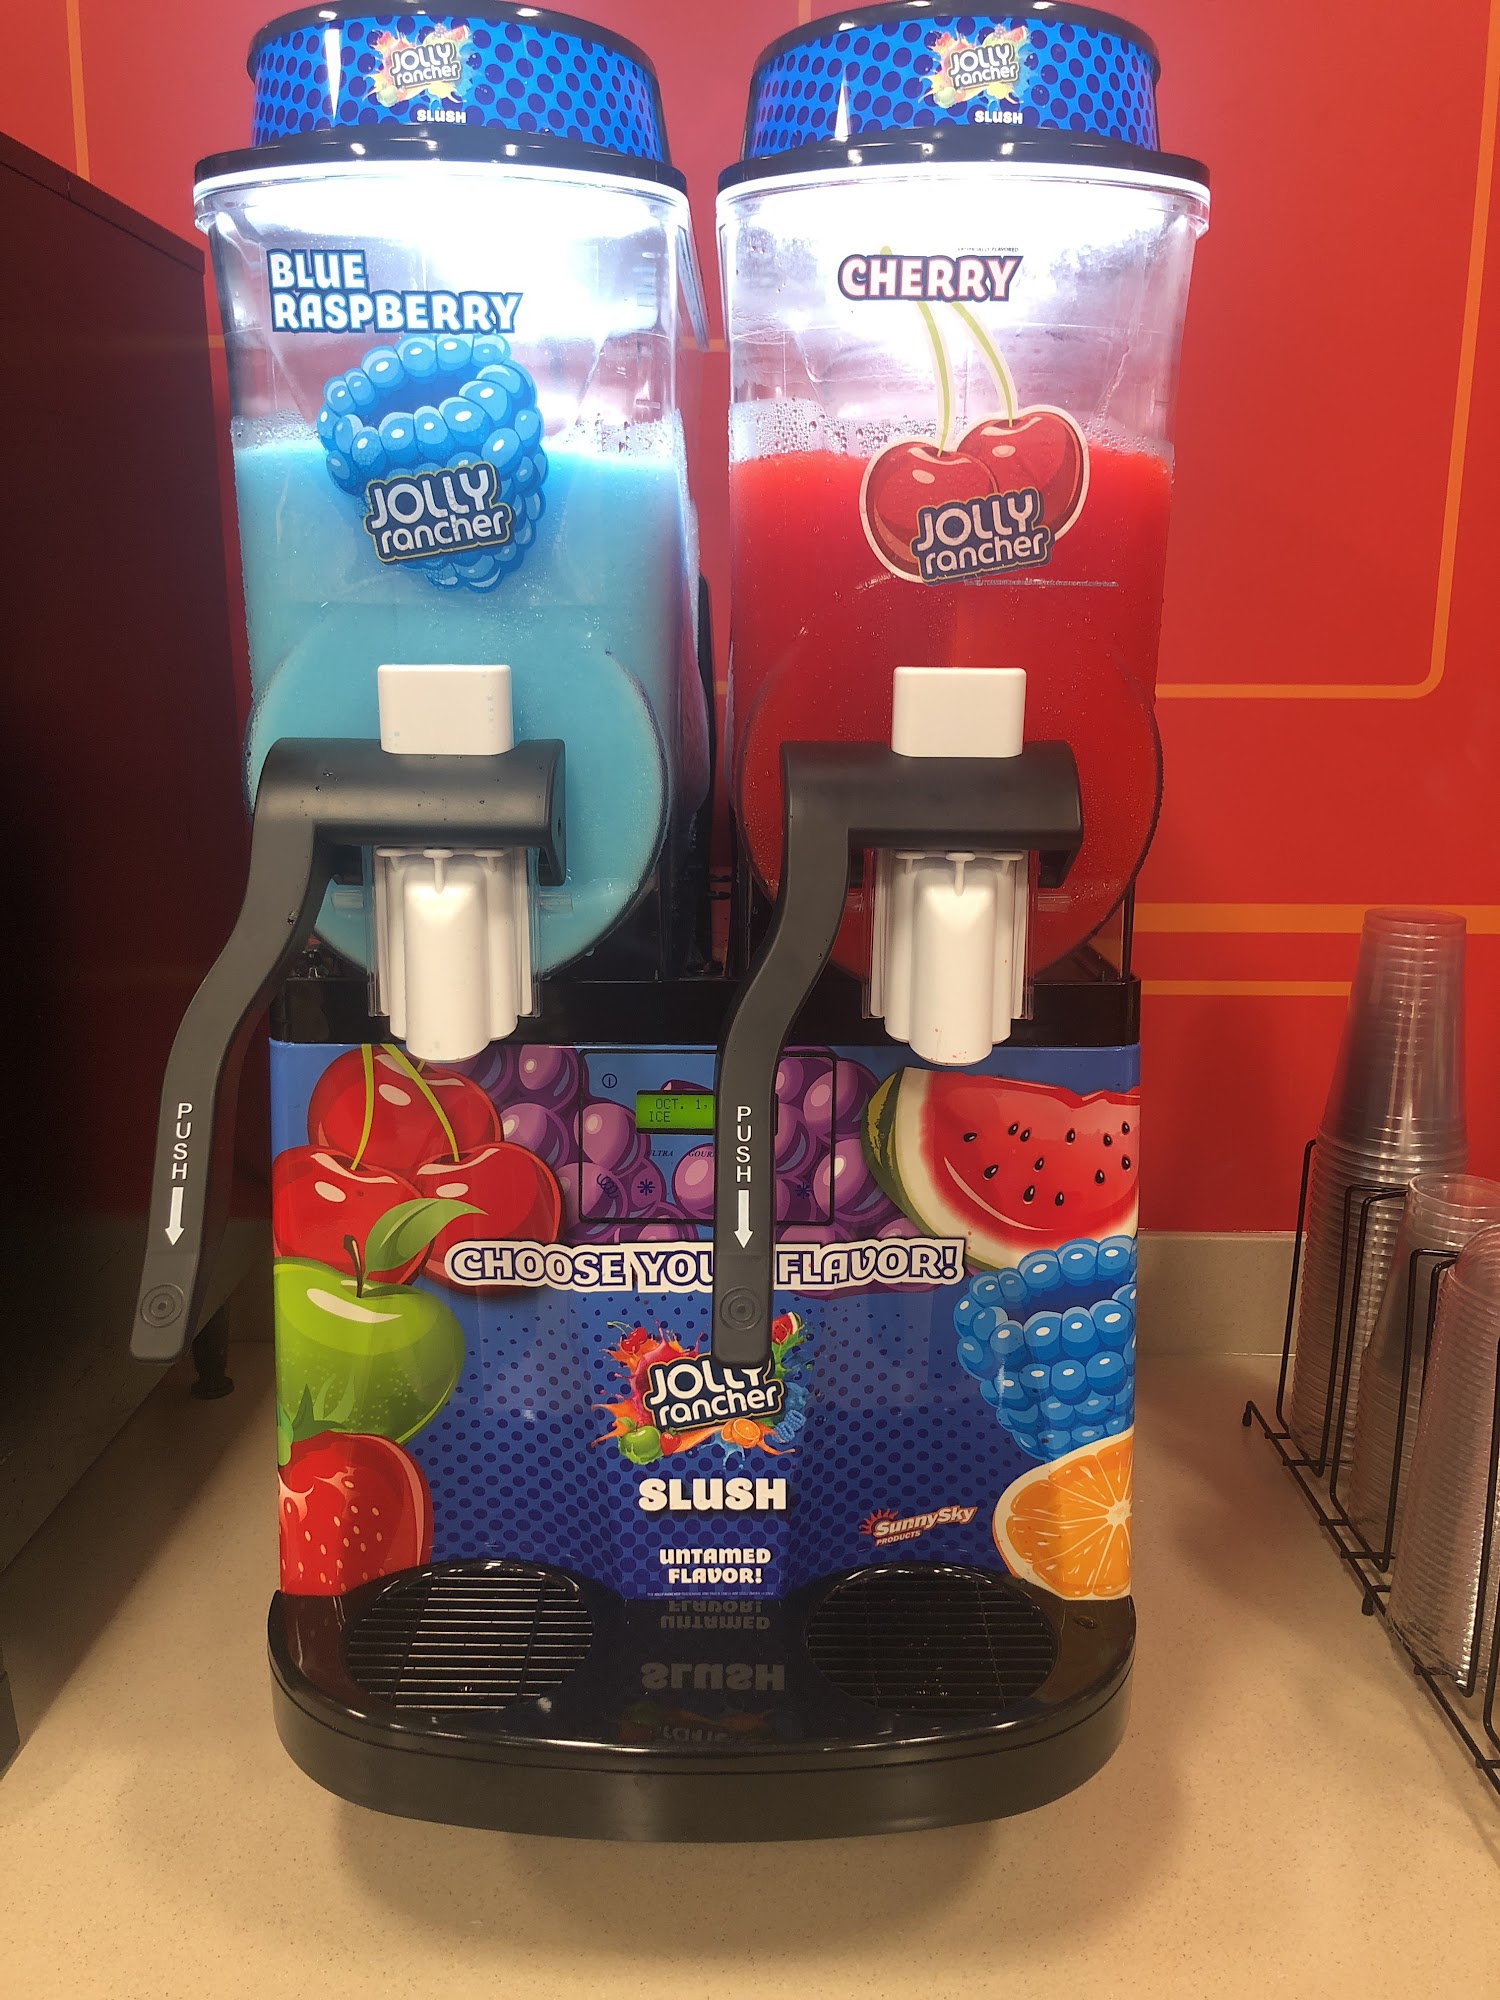 JOLLY
rancher
SLUSH
JOLLY
rancher
SLUSH
BLUE
RASPBERRY
JOLLY
rancher
CHERRY
JOLLY
rancher
PUSH
PUSH
OCT. 1,
ICE
CHOOSE YOU FLAVOR!
JOLLY
rancher
SLUSH
SunnySky
PRODUCTS
UNTAMED
FLAVOR!